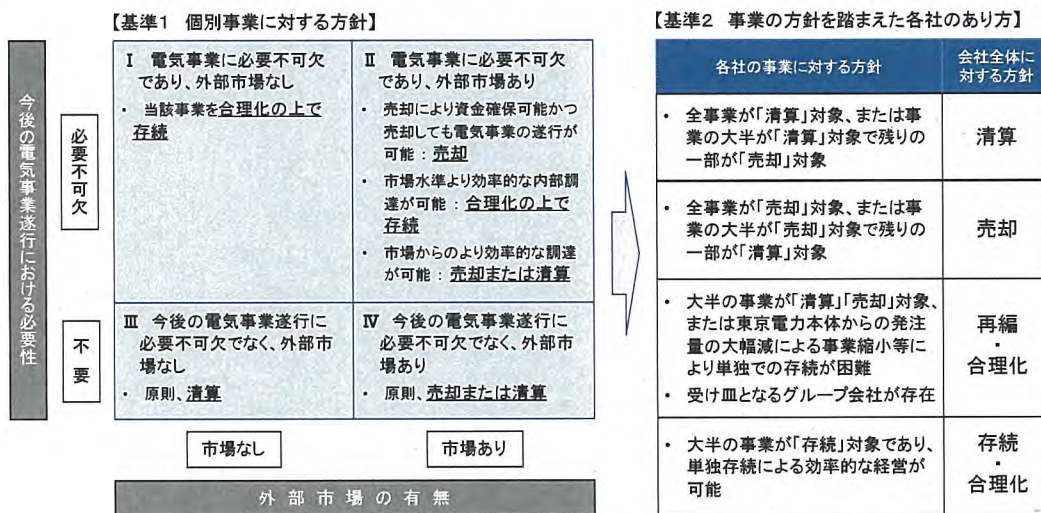 【基準1 個別事業に対する方針】
今後の電気事業遂行における必要性
必要不可欠
Ⅰ 電気事業に必要不可欠
であり、外部市場なし
・ 当該事業を合理化の上で
存続
Ⅱ 電気事業に必要不可欠
であり、外部市場あり
・ 売却により資金確保可能かつ
売却しても電気事業の遂行が
可能 : 売却
・ 市場水準より効率的な内部調
達が可能 : 合理化の上で
存続
・ 市場からのより効率的な調達
が可能 : 売却または清算
不要
Ⅲ 今後の電気事業遂行に
必要不可欠でなく、外部市
場なし
・ 原則、清算
Ⅳ 今後の電気事業遂行に
必要不可欠でなく、外部市
場あり
・ 原則、売却または清算
市場なし
市場あり
外部市場の有無
【基準2 事業の方針を踏まえた各社のあり方】
各社の事業に対する方針
会社全体に
対する方針
・ 全事業が「清算」対象、または事
業の大半が「清算」対象で残りの
一部が「売却」対象
清算
・ 全事業が「売却」対象、または事
業の大半が「売却」対象で残りの
一部が「清算」対象
売却
・ 大半の事業が「清算」「売却」対象、
または東京電力本体からの発注
量の大幅減による事業縮小等に
より単独での存続が困難
・ 受け皿となるグループ会社が存在
再編
・
合理化
・ 大半の事業が「存続」対象であり、
単独存続による効率的な経営が
可能
存続
・
合理化